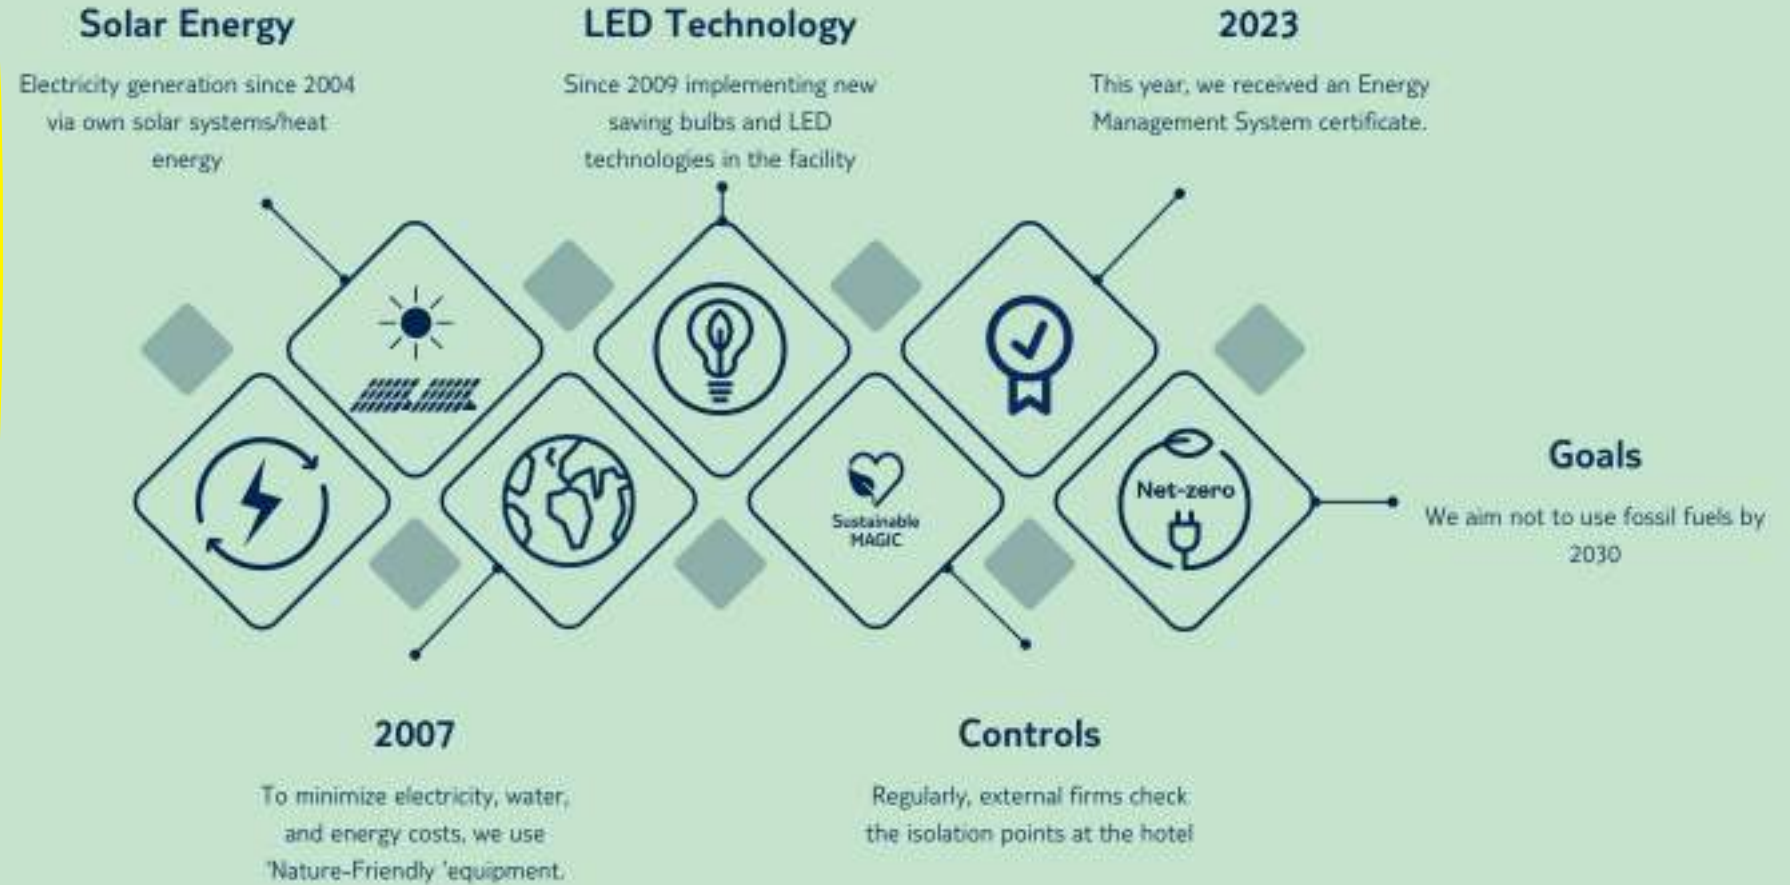 Solar Energy
Electricity generation since 2004
via own solar systems/heat
energy
LED Technology
Since 2009 implementing new
saving bulbs and LED
technologies in the facility
2023
This year, we received an Energy
Management System certificate.
Sustainable
MAGIC
Net-zero
Goals
We aim not to use fossil fuels by
2030
2007
To minimize electricity, water,
and energy costs, we use
'Nature-Friendly 'equipment.
Controls
Regularly, external firms check
the isolation points at the hotel